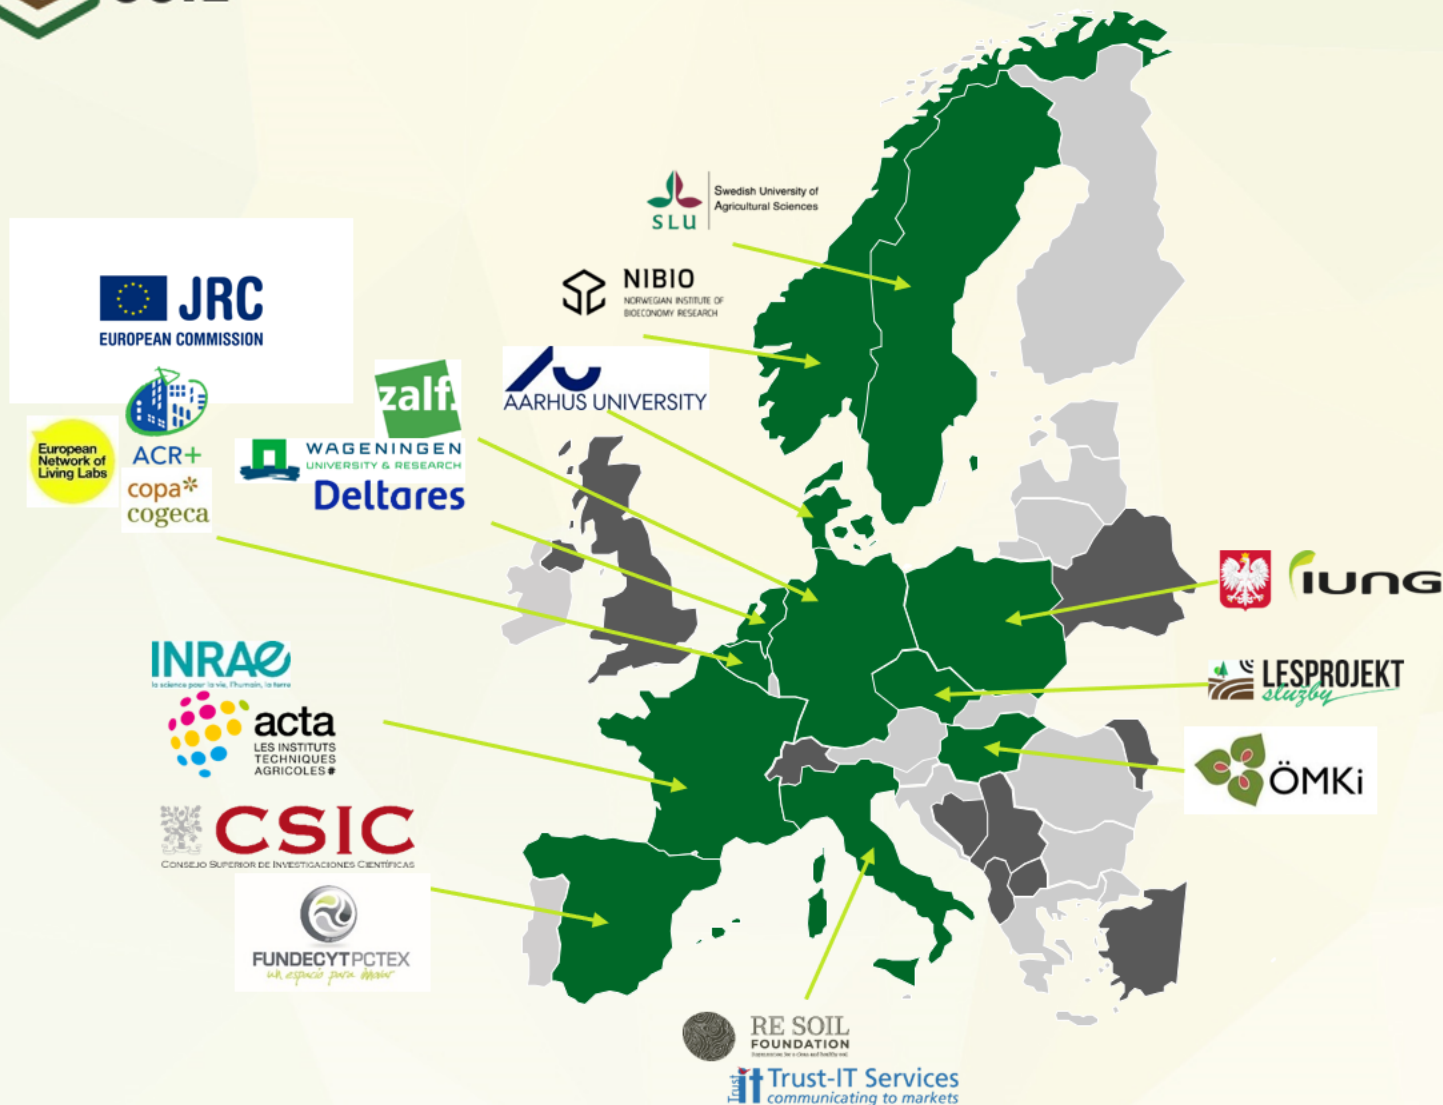 SLU
Swedish University of
Agricultural Sciences
NIBIO
NORWEGIAN INSTITUTE OF
BIOECONOMY RESEARCH
JRC
EUROPEAN COMMISSION
zalf.
AARHUS UNIVERSITY
European
Network of
Living Labs
ACR+
copa*
cogeca
WAGENINGEN
UNIVERSITY & RESEARCH
Deltares
IUNG
INRAE
la science pour la vie, l'humain, la terre
acta
LES INSTITUTS
TECHNIQUES
AGRICOLES#
LESPROJEKT
služby
ÖMKi
CSIC
CONSEJO SUPERIOR DE INVESTIGACIONES CIENTÍFICAS
FUNDECYTPCTEX
un espacio para innovar
RE SOIL
FOUNDATION
Trust it Trust-IT Services
communicating to markets